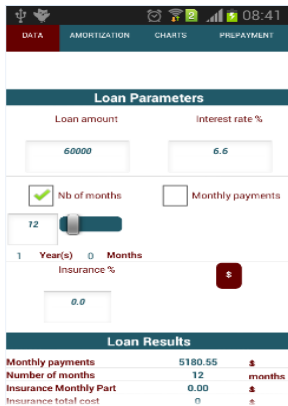 08:41
DATA AMORTIZATION CHARTS PREPAYMENT
Loan Parameters
Loan amount Interest rate %
60000 6.6
Nb of months Monthly payments
12
1 Year(s) 0 Months
Insurance %
$
0.0
Loan Results
Monthly payments 5180.55 $
Number of months 12 months
Insurance Monthly Part 0.00 $
Insurance total cost 0 $